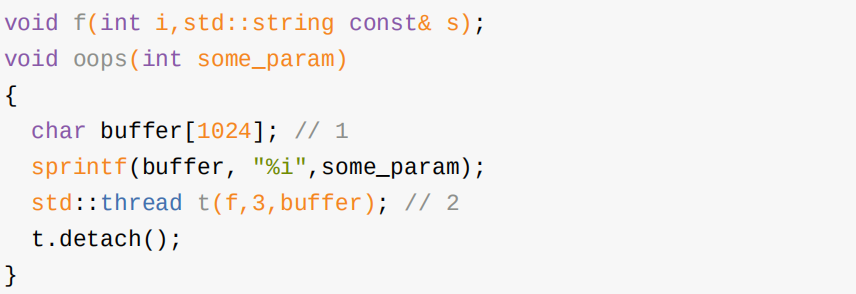 void f(int i,std::string const& s);
void oops(int some_param)
{
  char buffer[1024]; // 1
  sprintf(buffer, "%i",some_param);
  std::thread t(f,3,buffer); // 2
  t.detach();
}